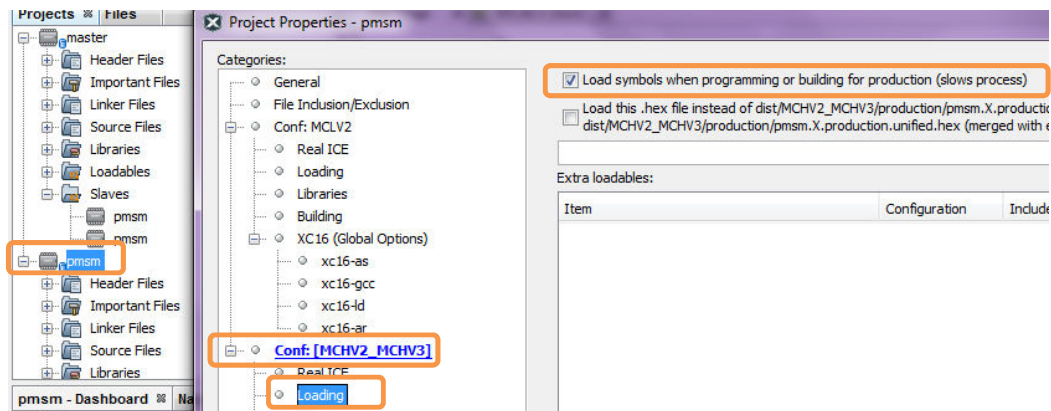 Projects Files
master
Header Files
Important Files
Linker Files
Source Files
Libraries
Loadables
Slaves
pmsm
pmsm
pmsm
Header Files
Important Files
Linker Files
Source Files
Libraries
pmsm - Dashboard Na
Project Properties - pmsm
Categories:
General
File Inclusion/Exclusion
Conf: MCLV2
Real ICE
Loading
Libraries
Building
XC16 (Global Options)
xc16-as
xc16-gcc
xc16-ld
xc16-ar
Conf: [MCHV2_MCHV3]
Real ICE
Loading
Load symbols when programming or building for production (slows process)
Load this .hex file instead of dist/MCHV2_MCHV3/production/pmsm.X.productio
dist/MCHV2_MCHV3/production/pmsm.X.production.unified.hex (merged with e
Extra loadables:
Item Configuration Include